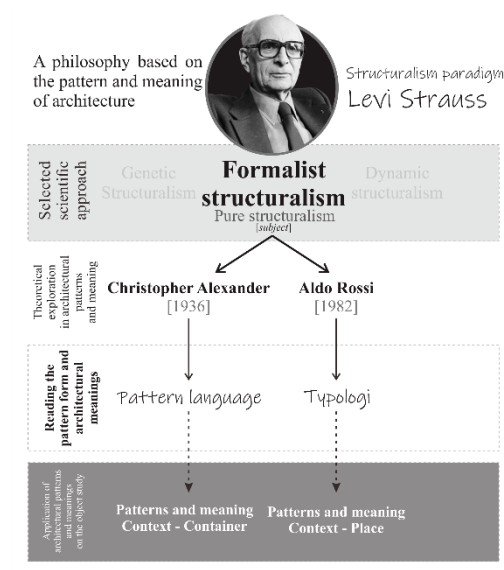 A philosophy based on
the pattern and meaning
of architecture
Structuralism paradigm
Levi Strauss
Selected
scientific
approach
Genetic
Structuralism
Formalist
structuralism
Pure structuralism
[subject]
Dynamic
structuralism
Theoretical
exploration
in architectural
patterns
and meaning
Christopher Alexander
[1936]
Aldo Rossi
[1982]
Reading the
pattern form and
architectural
meanings
Pattern language
Typologi
Application of
architectural patterns
and meanings
on the object study
Patterns and meaning
Context - Container
Patterns and meaning
Context - Place